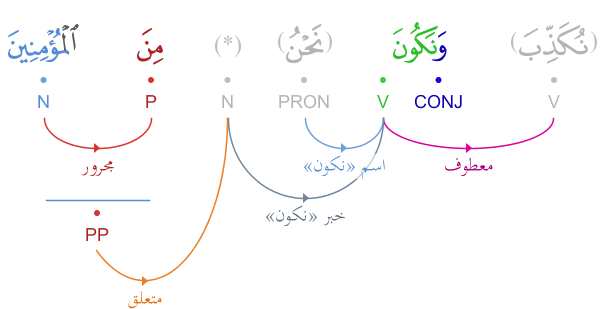 (نُكَذِّبَ) وَنَكُونَ (نَحْنُ) (*) مِنَ ٱلْمُؤْمِنِينَ
V CONJ V PRON N P N
معطوف اسم «نكون» مجرور
خبر «نكون»
PP
متعلق